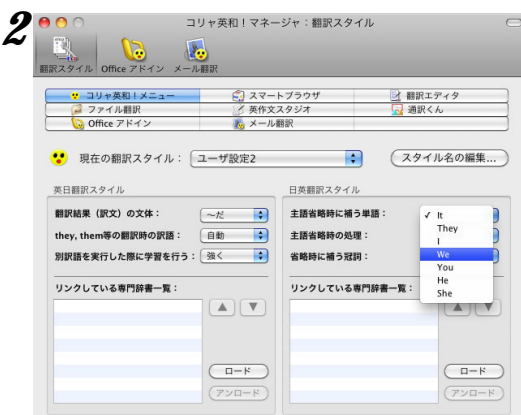 2
コリャ英和！マネージャ：翻訳スタイル
翻訳スタイル Office アドイン メール翻訳
コリャ英和！メニュー スマートブラウザ 翻訳エディタ
ファイル翻訳 英作文スタジオ 通訳くん
Office アドイン メール翻訳
現在の翻訳スタイル： ユーザ設定2 スタイル名の編集...
英日翻訳スタイル
翻訳結果（訳文）の文体： 〜だ
they, them等の翻訳時の訳語： 自動
別訳語を実行した際に学習を行う： 強く
リンクしている専門辞書一覧：
ロード
アンロード
日英翻訳スタイル
主語省略時に補う単語：
主語省略時の処理：
省略時に補う冠詞：
✓ It
They
I
We
You
He
She
リンクしている専門辞書一覧：
ロード
アンロード